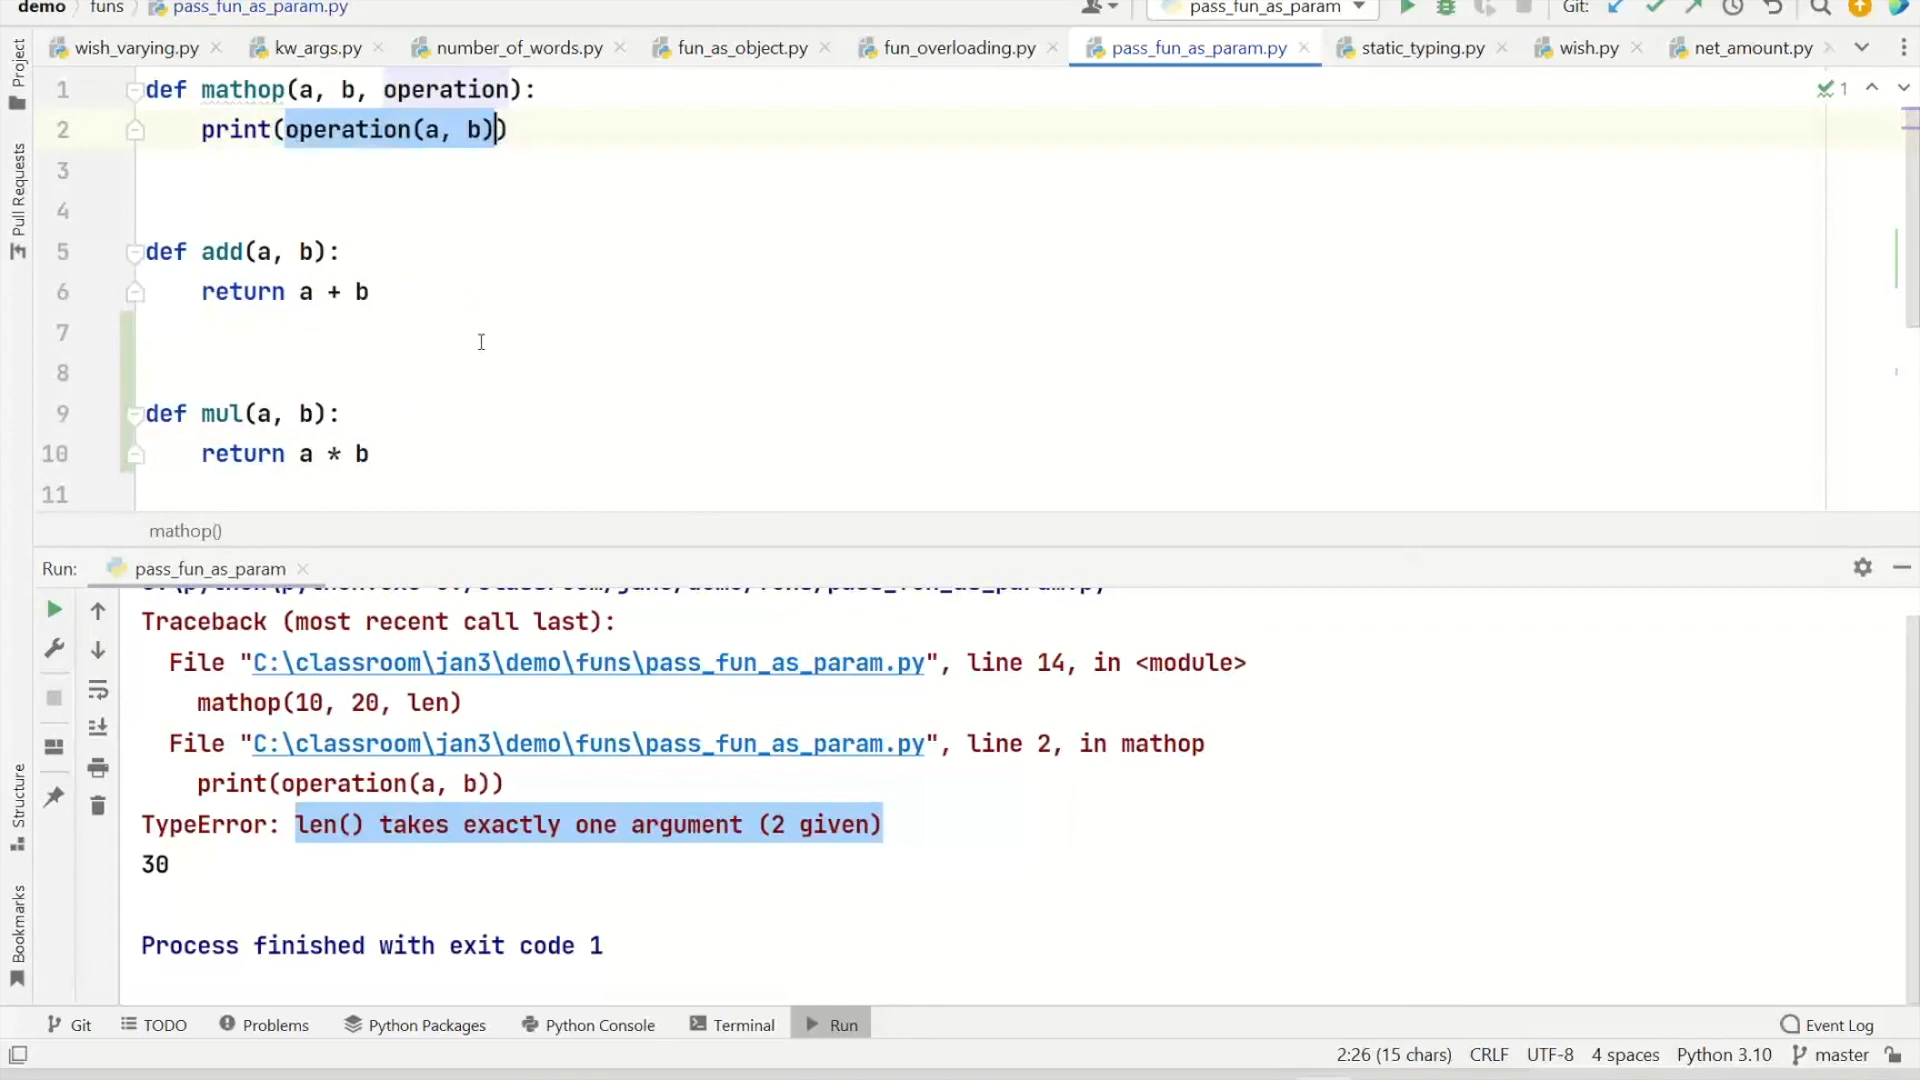 demo funs pass_fun_as_param.py pass_fun_as_param Git:
wish_varying.py kw_args.py number_of_words.py fun_as_object.py fun_overloading.py pass_fun_as_param.py static_typing.py wish.py net_amount.py
Project
Pull Requests
Structure
Bookmarks
1 def mathop(a, b, operation):
2 print(operation(a, b))
3
4
5 def add(a, b):
6 return a + b
7
8
9 def mul(a, b):
10 return a * b
11
1
mathop()
Run: pass_fun_as_param
Traceback (most recent call last):
File "C:\classroom\jan3\demo\funs\pass_fun_as_param.py", line 14, in <module>
mathop(10, 20, len)
File "C:\classroom\jan3\demo\funs\pass_fun_as_param.py", line 2, in mathop
print(operation(a, b))
TypeError: len() takes exactly one argument (2 given)
30
Process finished with exit code 1
Git TODO Problems Python Packages Python Console Terminal Run Event Log
2:26 (15 chars) CRLF UTF-8 4 spaces Python 3.10 master